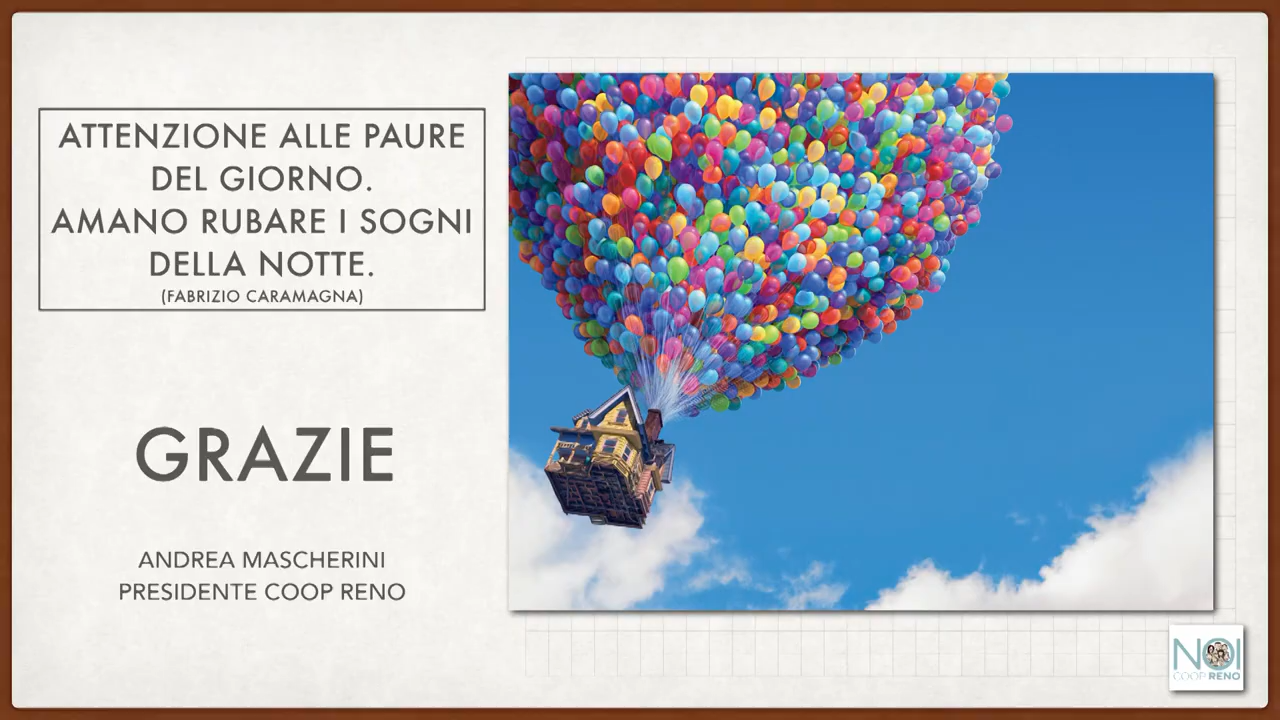 ATTENZIONE ALLE PAURE
DEL GIORNO.
AMANO RUBARE I SOGNI
DELLA NOTTE.
(FABRIZIO CARAMAGNA)
GRAZIE
ANDREA MASCHERINI
PRESIDENTE COOP RENO
NOI
COOP RENO